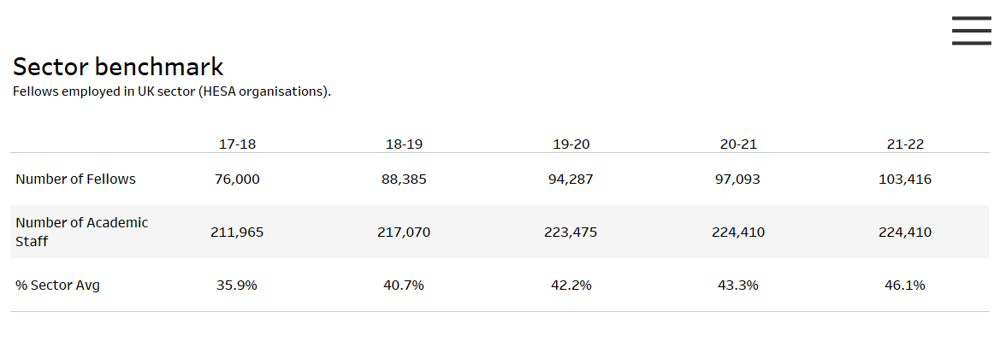 Sector benchmark
Fellows employed in UK sector (HESA organisations).
17-18 18-19 19-20 20-21 21-22
Number of Fellows 76,000 88,385 94,287 97,093 103,416
Number of Academic Staff 211,965 217,070 223,475 224,410 224,410
% Sector Avg 35.9% 40.7% 42.2% 43.3% 46.1%